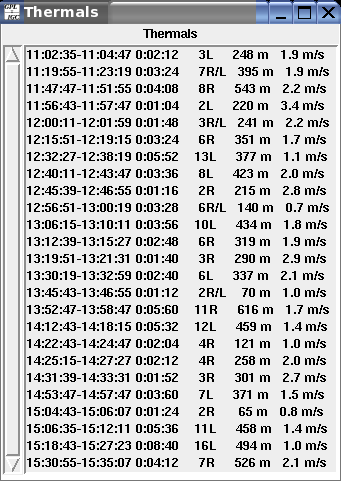 GPL IGC Thermals
Thermals
11:02:35-11:04:47 0:02:12 3L 248 m 1.9 m/s
11:19:55-11:23:19 0:03:24 7R/L 395 m 1.9 m/s
11:47:47-11:51:55 0:04:08 8R 543 m 2.2 m/s
11:56:43-11:57:47 0:01:04 2L 220 m 3.4 m/s
12:00:11-12:01:59 0:01:48 3R/L 241 m 2.2 m/s
12:15:51-12:19:15 0:03:24 6R 351 m 1.7 m/s
12:32:27-12:38:19 0:05:52 13L 377 m 1.1 m/s
12:40:11-12:43:47 0:03:36 8L 423 m 2.0 m/s
12:45:39-12:46:55 0:01:16 2R 215 m 2.8 m/s
12:56:51-13:00:19 0:03:28 6R/L 140 m 0.7 m/s
13:06:15-13:10:11 0:03:56 10L 434 m 1.8 m/s
13:12:39-13:15:27 0:02:48 6R 319 m 1.9 m/s
13:19:51-13:21:31 0:01:40 3R 290 m 2.9 m/s
13:30:19-13:32:59 0:02:40 6L 337 m 2.1 m/s
13:45:43-13:46:55 0:01:12 2R/L 70 m 1.0 m/s
13:52:47-13:58:47 0:05:60 11R 616 m 1.7 m/s
14:12:43-14:18:15 0:05:32 12L 459 m 1.4 m/s
14:22:43-14:24:47 0:02:04 4R 121 m 1.0 m/s
14:25:15-14:27:27 0:02:12 4R 258 m 2.0 m/s
14:31:39-14:33:31 0:01:52 3R 301 m 2.7 m/s
14:53:47-14:57:47 0:03:60 7L 371 m 1.5 m/s
15:04:43-15:06:07 0:01:24 2R 65 m 0.8 m/s
15:06:35-15:12:11 0:05:36 11L 458 m 1.4 m/s
15:18:43-15:27:23 0:08:40 16L 494 m 1.0 m/s
15:30:55-15:35:07 0:04:12 7R 526 m 2.1 m/s